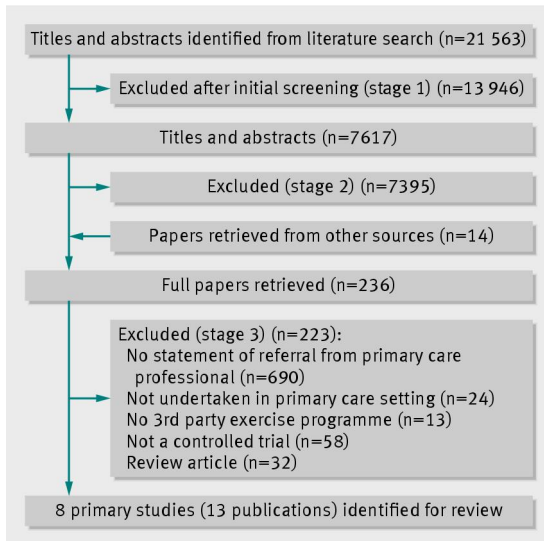 Titles and abstracts identified from literature search (n=21 563)
Excluded after initial screening (stage 1) (n=13 946)
Titles and abstracts (n=7617)
Excluded (stage 2) (n=7395)
Papers retrieved from other sources (n=14)
Full papers retrieved (n=236)
Excluded (stage 3) (n=223):
No statement of referral from primary care
professional (n=690)
Not undertaken in primary care setting (n=24)
No 3rd party exercise programme (n=13)
Not a controlled trial (n=58)
Review article (n=32)
8 primary studies (13 publications) identified for review